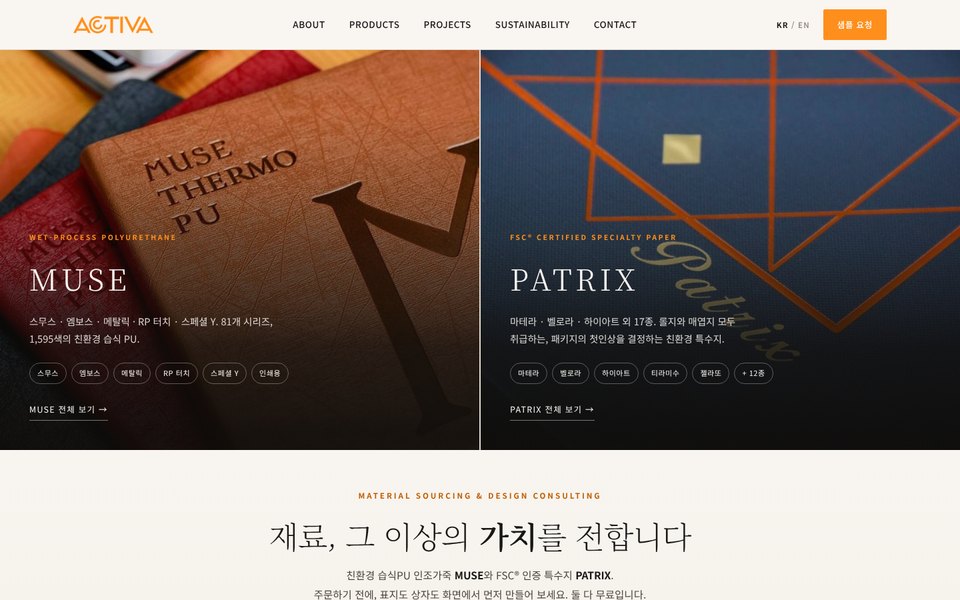 ACTIVA
ABOUT PRODUCTS PROJECTS SUSTAINABILITY CONTACT
KR / EN
샘플 요청
MUSE
THERMO
PU
M
WET-PROCESS POLYURETHANE
MUSE
스무스 · 엠보스 · 메탈릭 · RP 터치 · 스페셜 Y. 81개 시리즈,
1,595색의 친환경 습식 PU.
스무스 엠보스 메탈릭 RP 터치 스페셜 Y 인쇄용
MUSE 전체 보기 →
Patrix
FSC® CERTIFIED SPECIALTY PAPER
PATRIX
마테라 · 벨로라 · 하이아트 외 17종. 롤지와 매엽지 모두
취급하는, 패키지의 첫인상을 결정하는 친환경 특수지.
마테라 벨로라 하이아트 티라미수 젤라또 + 12종
PATRIX 전체 보기 →
MATERIAL SOURCING & DESIGN CONSULTING
재료, 그 이상의 가치를 전합니다
친환경 습식PU 인조가죽 MUSE와 FSC® 인증 특수지 PATRIX.
주문하기 전에, 표지도 상자도 화면에서 먼저 만들어 보세요. 둘 다 무료입니다.